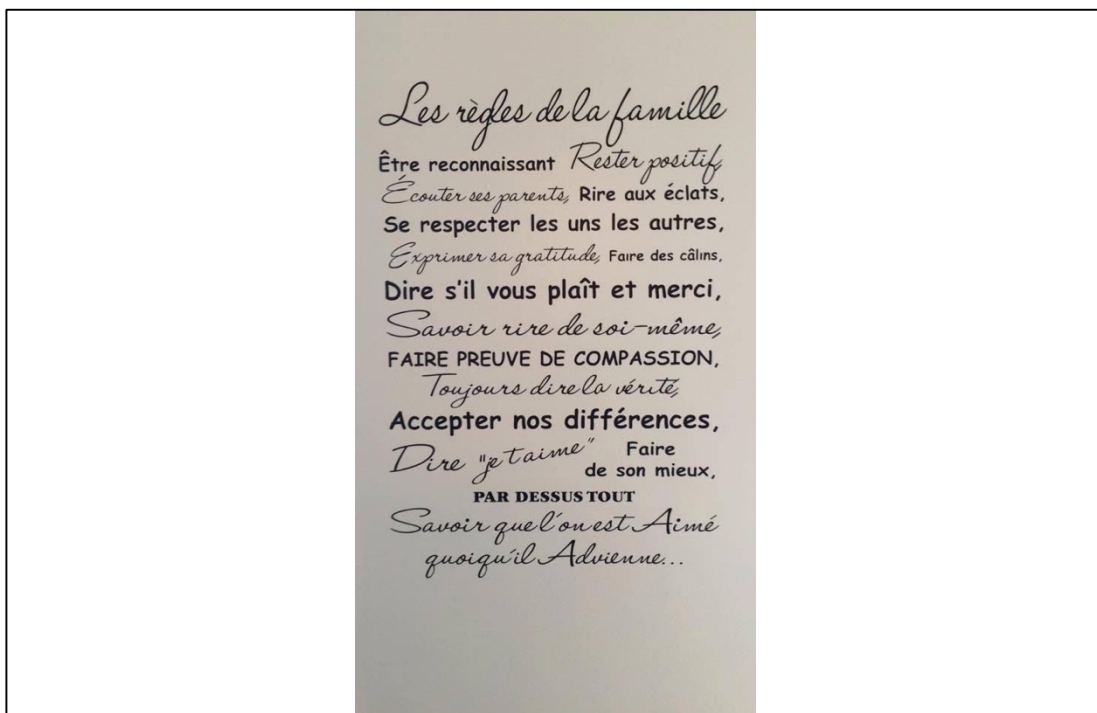 Les règles de la famille
Être reconnaissant Rester positif,
Écouter ses parents, Rire aux éclats,
Se respecter les uns les autres,
Exprimer sa gratitude, Faire des câlins,
Dire s'il vous plaît et merci,
Savoir rire de soi-même,
FAIRE PREUVE DE COMPASSION,
Toujours dire la vérité,
Accepter nos différences,
Dire "je t'aime" Faire
de son mieux,
PAR DESSUS TOUT
Savoir que l'on est Aimé
quoiqu'il Advienne...